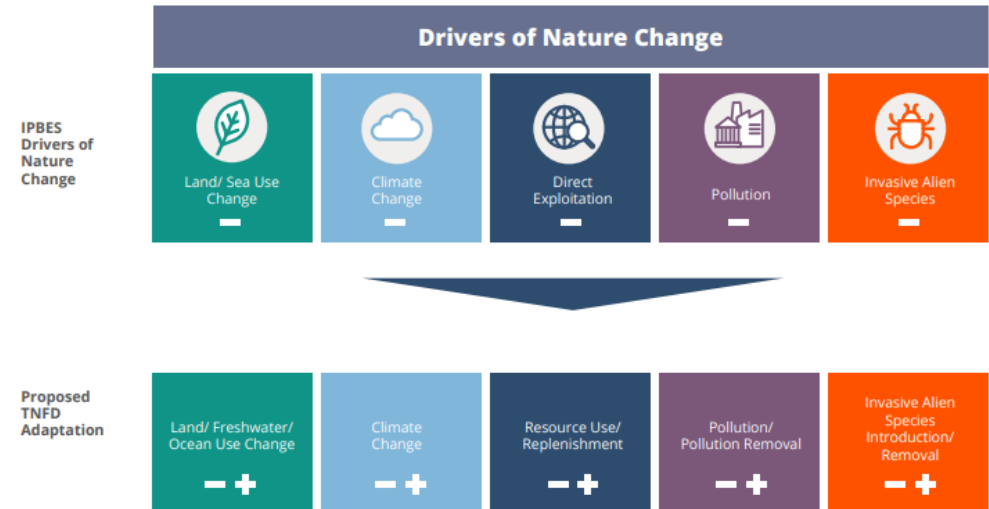 Drivers of Nature Change
IPBES
Drivers of
Nature
Change
Land/ Sea Use
Change
Climate
Change
Direct
Exploitation
Pollution
Invasive Alien
Species
Proposed
TNFD
Adaptation
Land/ Freshwater/
Ocean Use Change
Climate
Change
Resource Use/
Replenishment
Pollution/
Pollution Removal
Invasive Alien
Species
Introduction/
Removal